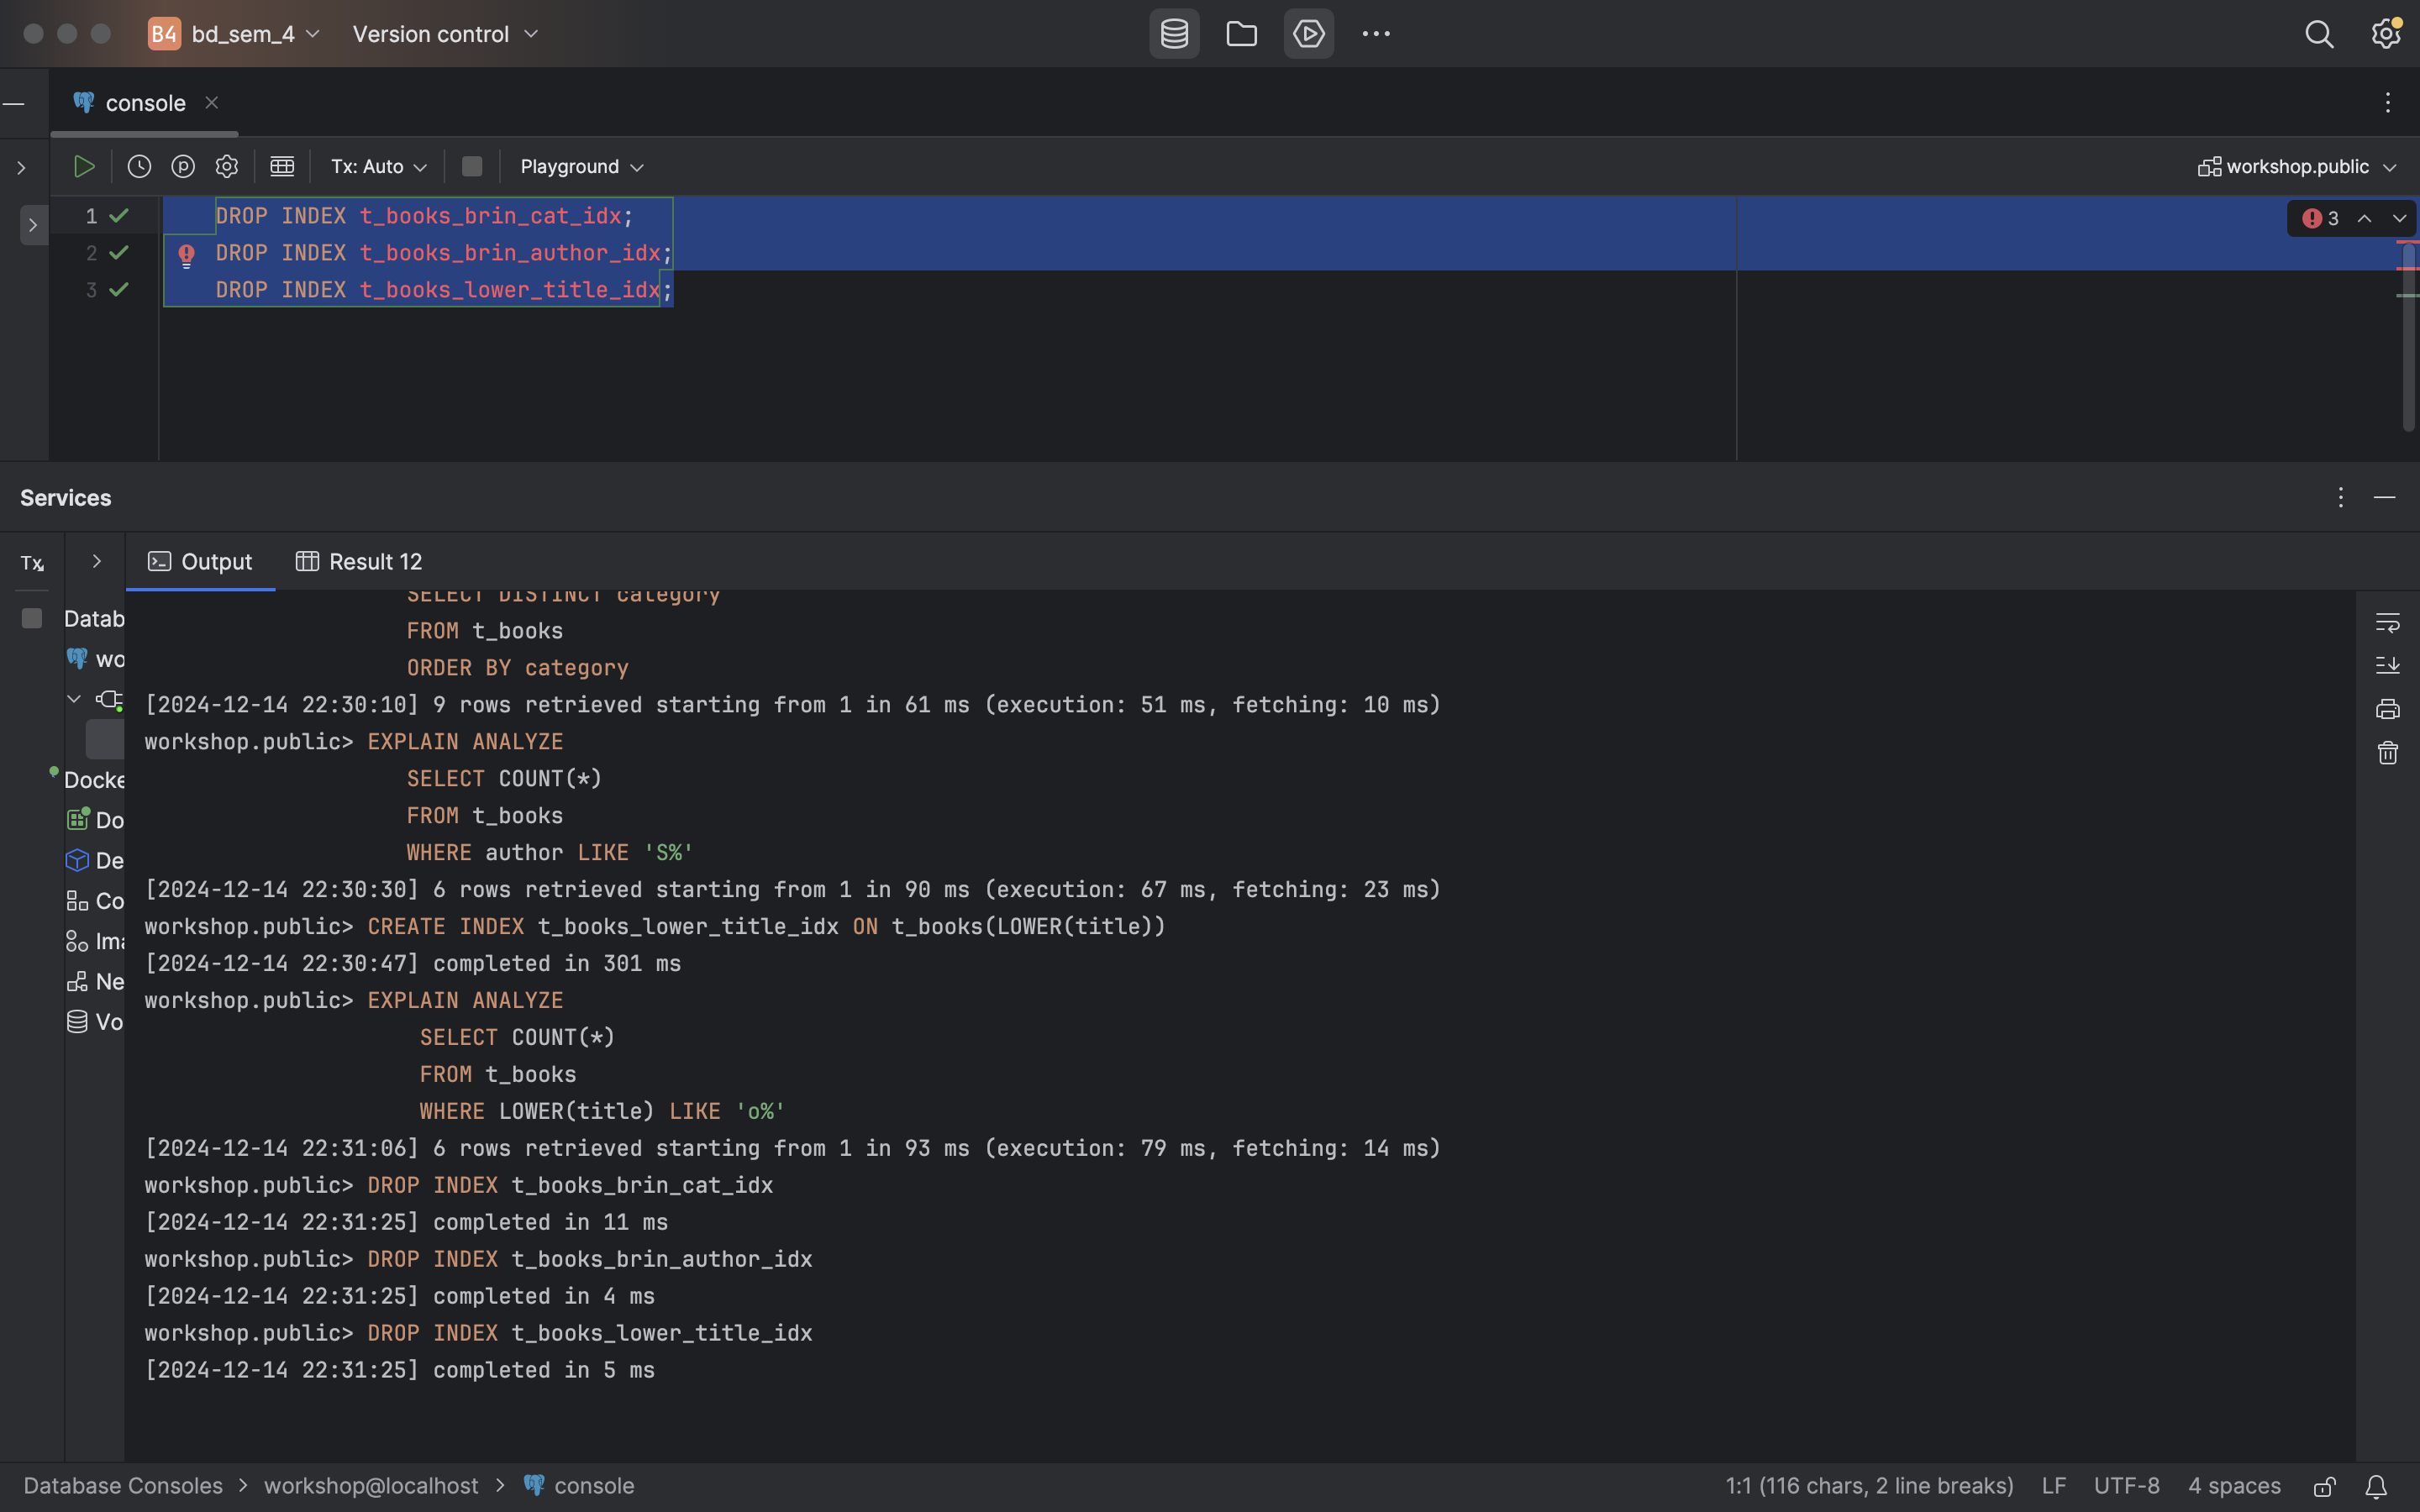 B4 bd_sem_4 Version control
console
Tx: Auto Playground workshop.public
1 DROP INDEX t_books_brin_cat_idx;
2 DROP INDEX t_books_brin_author_idx;
3 DROP INDEX t_books_lower_title_idx;
3
Services
Tx Output Result 12
SELECT DISTINCT category
FROM t_books
ORDER BY category
[2024-12-14 22:30:10] 9 rows retrieved starting from 1 in 61 ms (execution: 51 ms, fetching: 10 ms)
workshop.public> EXPLAIN ANALYZE
SELECT COUNT(*)
FROM t_books
WHERE author LIKE 'S%'
[2024-12-14 22:30:30] 6 rows retrieved starting from 1 in 90 ms (execution: 67 ms, fetching: 23 ms)
workshop.public> CREATE INDEX t_books_lower_title_idx ON t_books(LOWER(title))
[2024-12-14 22:30:47] completed in 301 ms
workshop.public> EXPLAIN ANALYZE
SELECT COUNT(*)
FROM t_books
WHERE LOWER(title) LIKE 'o%'
[2024-12-14 22:31:06] 6 rows retrieved starting from 1 in 93 ms (execution: 79 ms, fetching: 14 ms)
workshop.public> DROP INDEX t_books_brin_cat_idx
[2024-12-14 22:31:25] completed in 11 ms
workshop.public> DROP INDEX t_books_brin_author_idx
[2024-12-14 22:31:25] completed in 4 ms
workshop.public> DROP INDEX t_books_lower_title_idx
[2024-12-14 22:31:25] completed in 5 ms
Datab
wo
Docke
Do
De
Co
Ima
Ne
Vo
Database Consoles > workshop@localhost > console
1:1 (116 chars, 2 line breaks) LF UTF-8 4 spaces